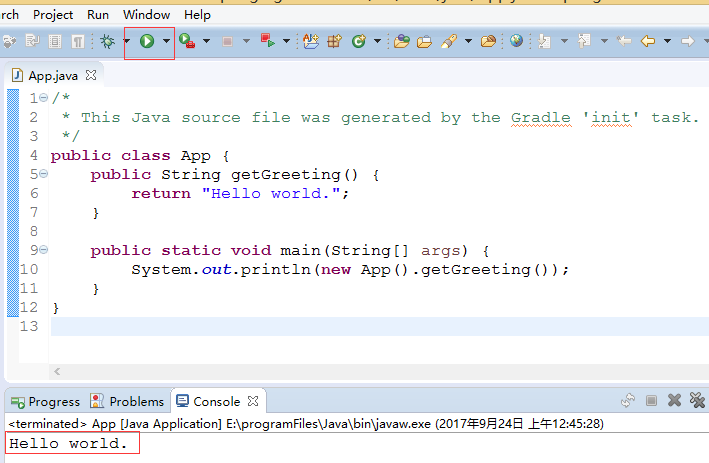 rch Project Run Window Help
App.java
1 /*
2  * This Java source file was generated by the Gradle 'init' task.
3  */
4 public class App {
5     public String getGreeting() {
6         return "Hello world.";
7     }
8
9     public static void main(String[] args) {
10         System.out.println(new App().getGreeting());
11     }
12 }
13
Progress Problems Console
<terminated> App [Java Application] E:\programFiles\Java\bin\javaw.exe (2017年9月24日 上午12:45:28)
Hello world.